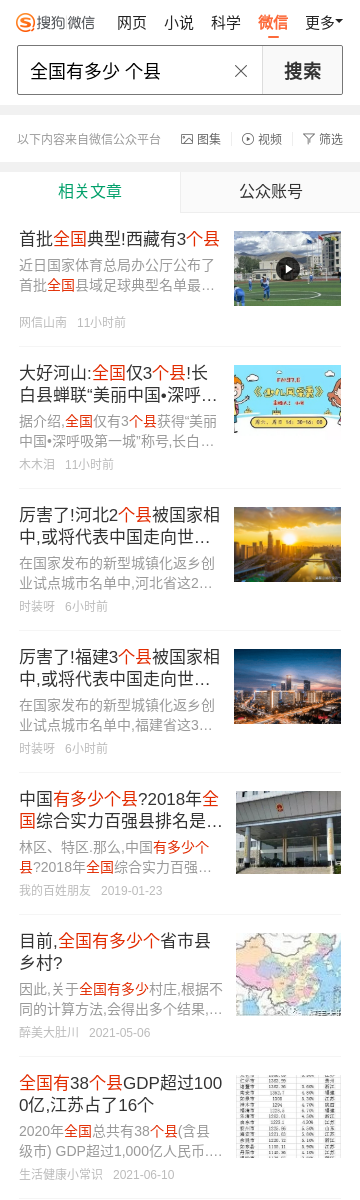 搜狗 微信 网页 小说 科学 微信 更多
全国有多少 个县 搜索
以下内容来自微信公众平台 图集 视频 筛选
相关文章 公众账号
首批全国典型!西藏有3个县
近日国家体育总局办公厅公布了
首批全国县域足球典型名单最…
网信山南 11小时前
大好河山:全国仅3个县!长
白县蝉联“美丽中国•深呼…
据介绍,全国仅有3个县获得“美丽
中国•深呼吸第一城”称号,长白…
木木泪 11小时前
厉害了!河北2个县被国家相
中,或将代表中国走向世…
在国家发布的新型城镇化返乡创
业试点城市名单中,河北省这2…
时装呀 6小时前
厉害了!福建3个县被国家相
中,或将代表中国走向世…
在国家发布的新型城镇化返乡创
业试点城市名单中,福建省这3…
时装呀 6小时前
中国有多少个县?2018年全
国综合实力百强县排名是…
林区、特区.那么,中国有多少个
县?2018年全国综合实力百强…
我的百姓朋友 2019-01-23
目前,全国有多少个省市县
乡村?
因此,关于全国有多少村庄,根据不
同的计算方法,会得出多个结果,…
醉美大肚川 2021-05-06
全国有38个县GDP超过100
0亿,江苏占了16个
2020年全国总共有38个县(含县
级市) GDP超过1,000亿人民币.…
生活健康小常识 2021-06-10